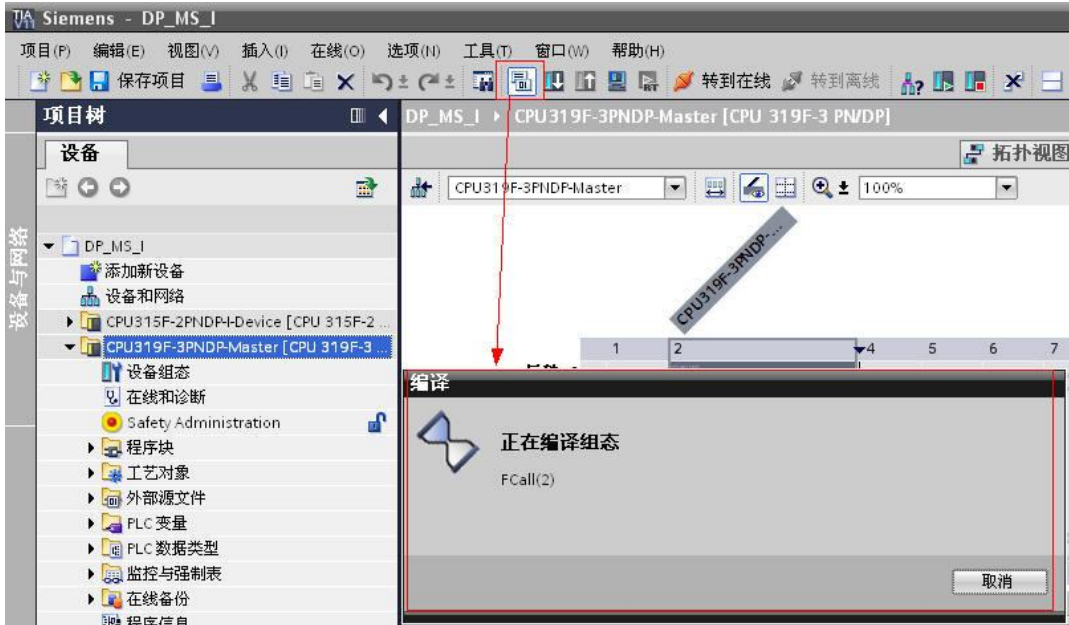 Siemens - DP_MS_I
项目(P) 编辑(E) 视图(V) 插入(I) 在线(O) 选项(N) 工具(T) 窗口(W) 帮助(H)
保存项目 转到在线 转到离线
项目树 DP_MS_I CPU319F-3PNDP-Master [CPU 319F-3 PN/DP]
设备 拓扑视图
CPU319F-3PNDP-Master 100%
设备与网络
DP_MS_I
添加新设备
设备和网络
CPU315F-2PNDP-I-Device [CPU 315F-2 ...
CPU319F-3PNDP-Master [CPU 319F-3 ...
设备组态
在线和诊断
Safety Administration
程序块
工艺对象
外部源文件
PLC 变量
PLC 数据类型
监控与强制表
在线备份
程序信息
CPU319F-3PNDP-...
1 2 4 5 6 7
编译
正在编译组态
FCall(2)
取消